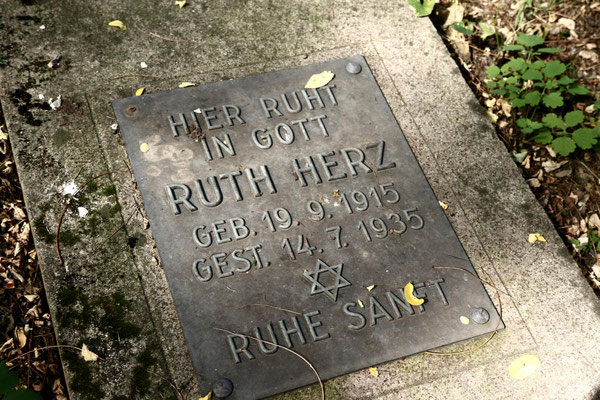 HIER RUHT
IN GOTT
RUTH HERZ
GEB. 19. 9. 1915
GEST. 14. 7. 1935
RUHE SANFT